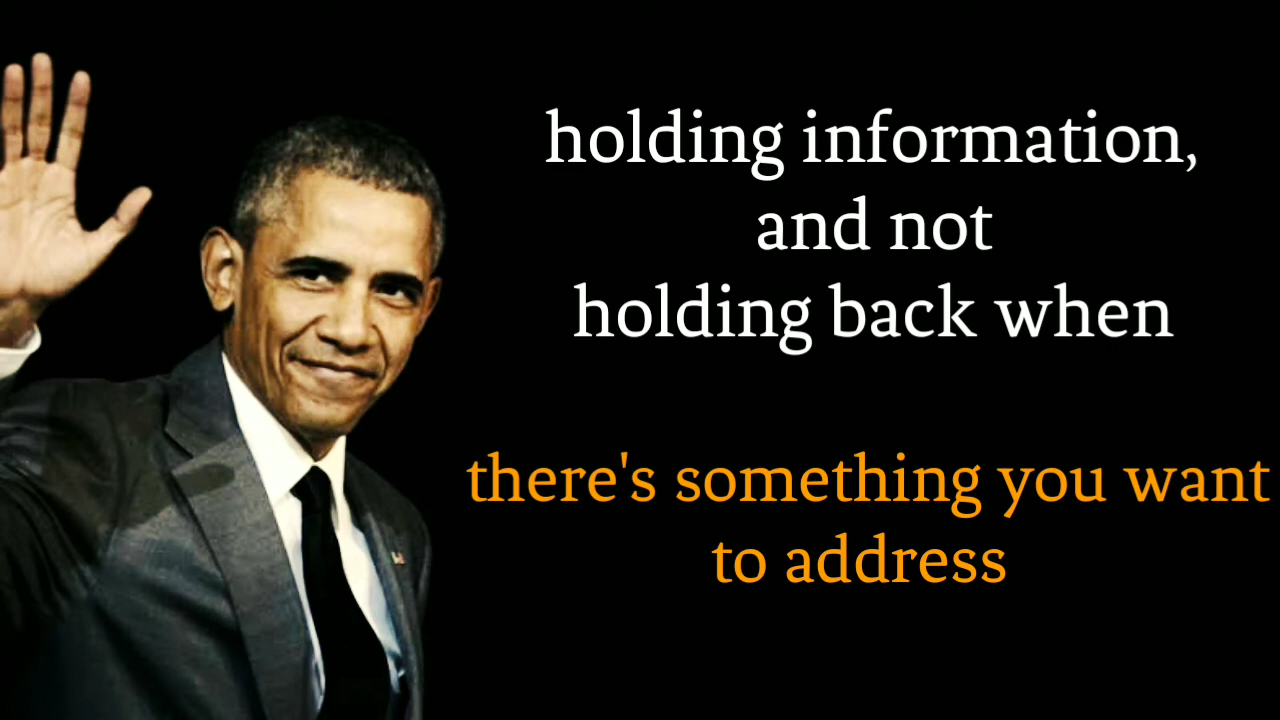 holding information,
and not
holding back when
there's something you want
to address